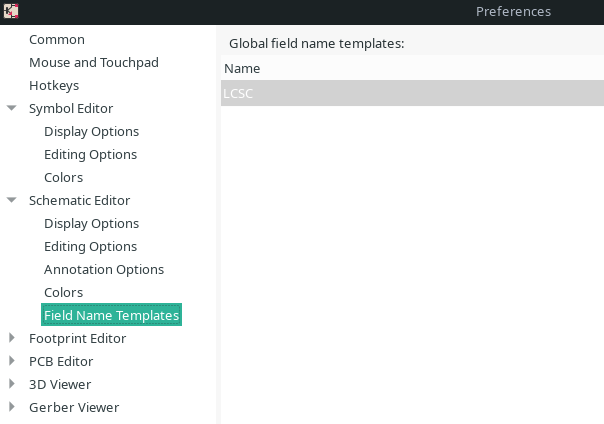 Preferences
Common
Mouse and Touchpad
Hotkeys
Symbol Editor
Display Options
Editing Options
Colors
Schematic Editor
Display Options
Editing Options
Annotation Options
Colors
Field Name Templates
Footprint Editor
PCB Editor
3D Viewer
Gerber Viewer
Global field name templates:
Name
LCSC